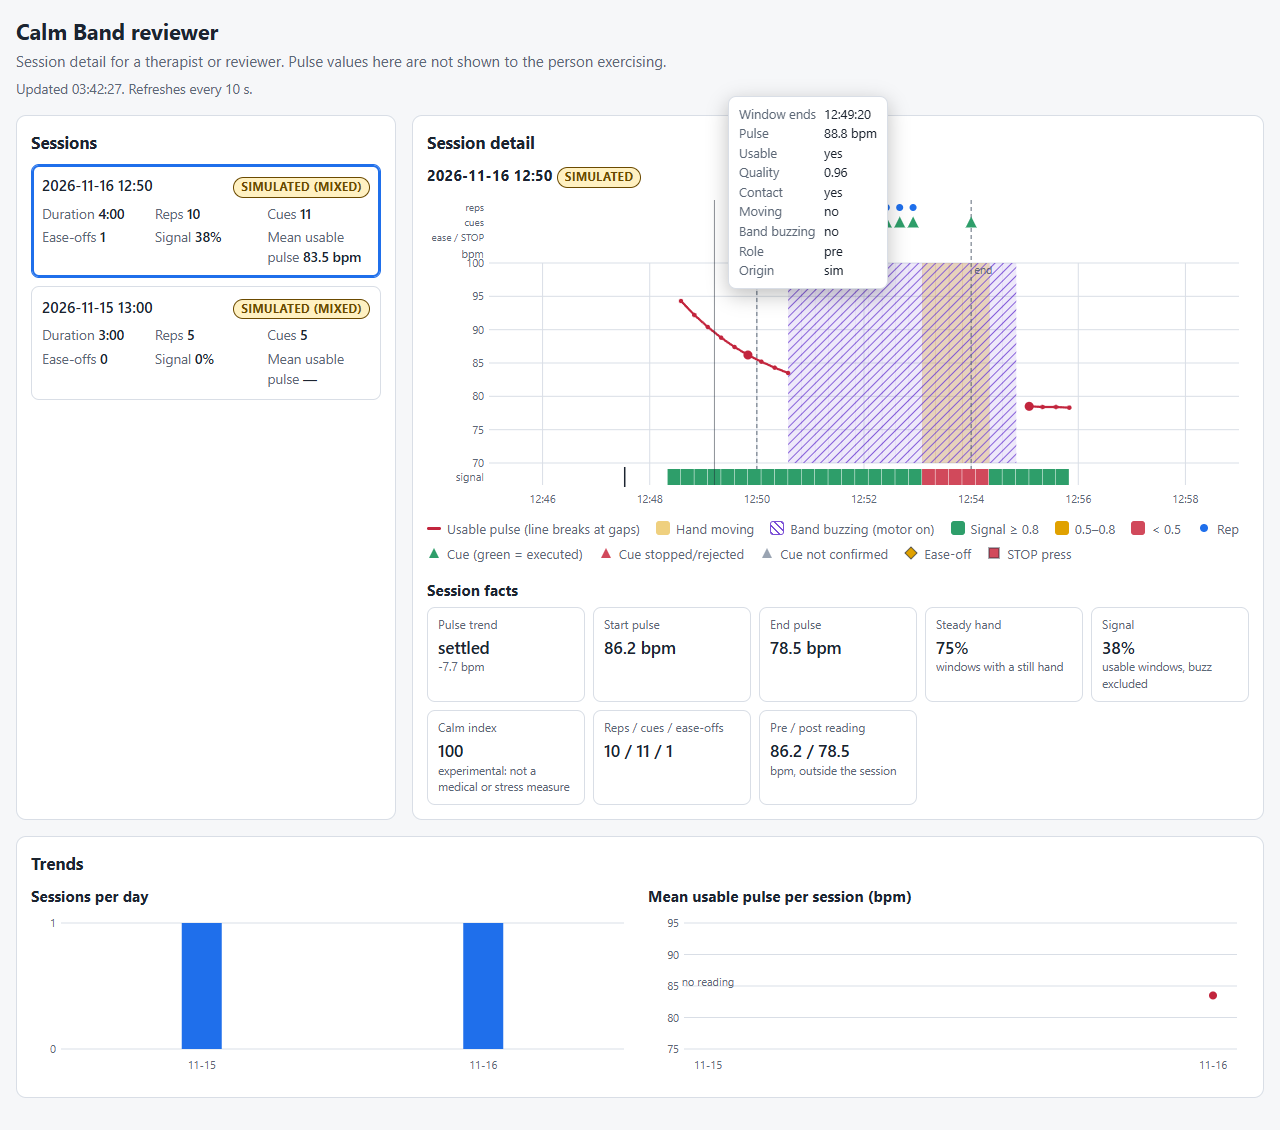 Calm Band reviewer
Session detail for a therapist or reviewer. Pulse values here are not shown to the person exercising.
Updated 03:42:27. Refreshes every 10 s.
Sessions
2026-11-16 12:50 SIMULATED (MIXED)
Duration 4:00 Reps 10 Cues 11
Ease-offs 1 Signal 38% Mean usable
pulse 83.5 bpm
2026-11-15 13:00 SIMULATED (MIXED)
Duration 3:00 Reps 5 Cues 5
Ease-offs 0 Signal 0% Mean usable
pulse —
Session detail
2026-11-16 12:50 SIMULATED
Window ends 12:49:20
Pulse 88.8 bpm
Usable yes
Quality 0.96
Contact yes
Moving no
Band buzzing no
Role pre
Origin sim
reps
cues
ease / STOP
bpm
100
end
95
90
85
80
75
70
signal
12:46 12:48 12:50 12:52 12:54 12:56 12:58
Usable pulse (line breaks at gaps) Hand moving Band buzzing (motor on) Signal ≥ 0.8 0.5–0.8 < 0.5 Rep
Cue (green = executed) Cue stopped/rejected Cue not confirmed Ease-off STOP press
Session facts
Pulse trend
settled
-7.7 bpm
Start pulse
86.2 bpm
End pulse
78.5 bpm
Steady hand
75%
windows with a still hand
Signal
38%
usable windows, buzz
excluded
Calm index
100
experimental: not a
medical or stress measure
Reps / cues / ease-offs
10 / 11 / 1
Pre / post reading
86.2 / 78.5
bpm, outside the session
Trends
Sessions per day
1
0
11-15 11-16
Mean usable pulse per session (bpm)
95
90
85 no reading
80
75
11-15 11-16